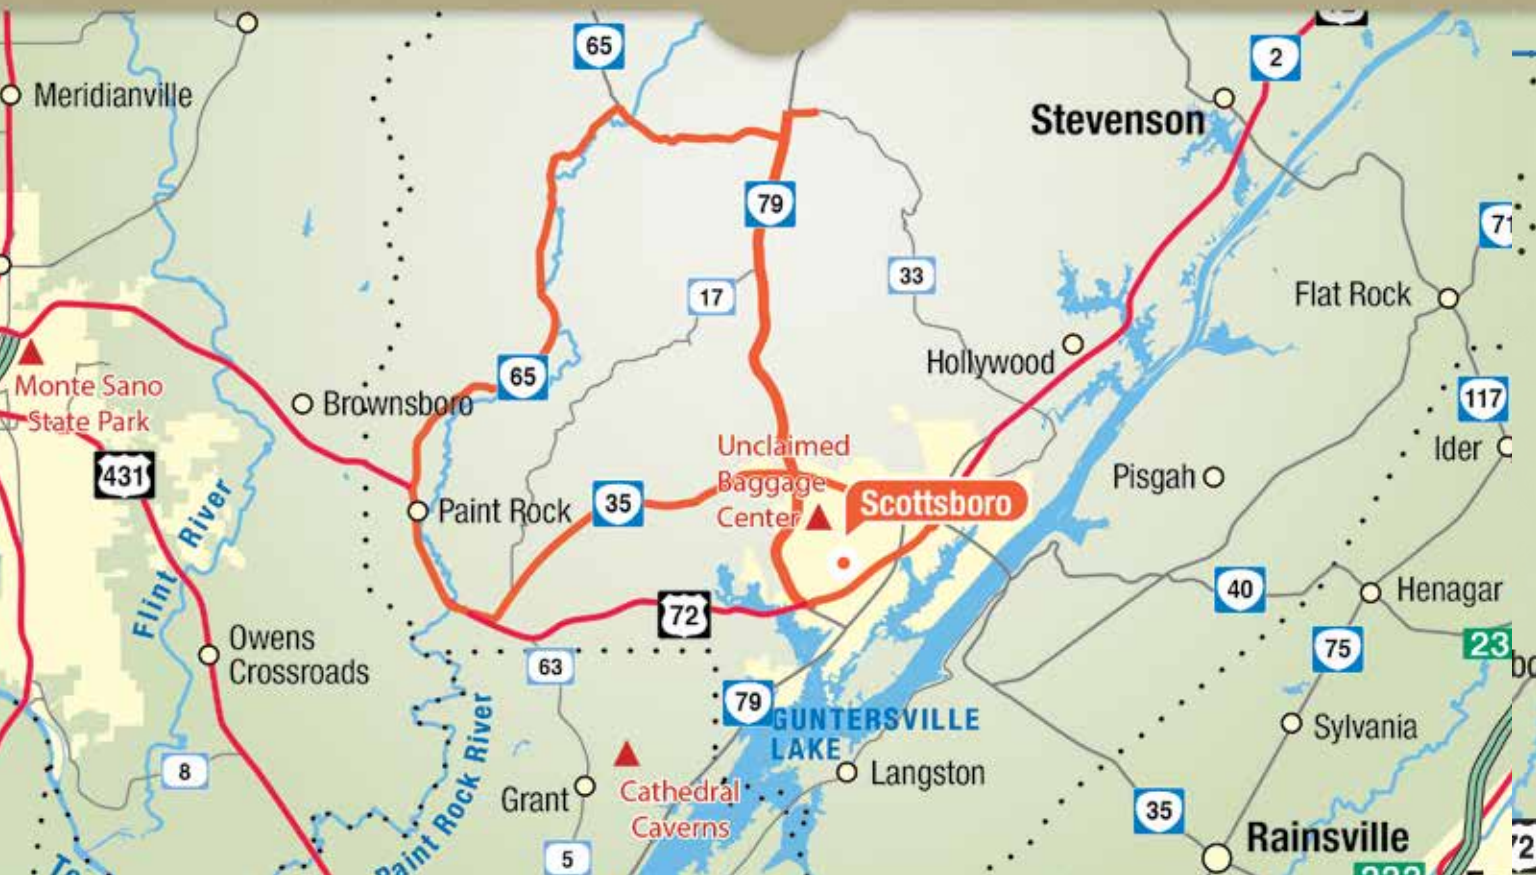 65
2
Meridianville
Stevenson
79
71
33
17
Flat Rock
Hollywood
65
Monte Sano
State Park
Brownsboro
117
Ider
Unclaimed
Baggage
Center
431
Pisgah
35
Scottsboro
Paint Rock
Flint River
40
Henagar
72
Owens
Crossroads
23
75
63
79
GUNTERSVILLE
LAKE
Sylvania
8
Langston
Grant
Cathedral
Caverns
Paint Rock River
35
Rainsville
5